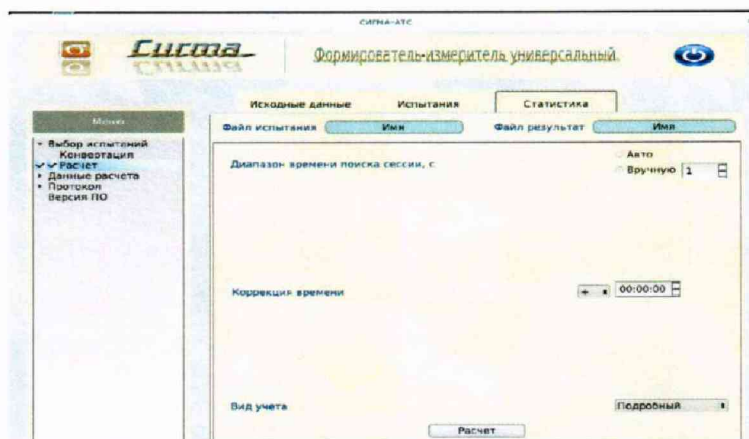 СИГМА-АТС
Сигма
Формирователь-измеритель универсальный
Исходные данные Испытания Статистика
Меню
Файл испытания Имя Файл результат Имя
Выбор испытаний
Конвертация
Расчет
Данные расчета
Протокол
Версия ПО
Диапазон времени поиска сессии, с
Авто
Вручную 1
Коррекция времени + 00:00:00
Вид учета Подробный
Расчет